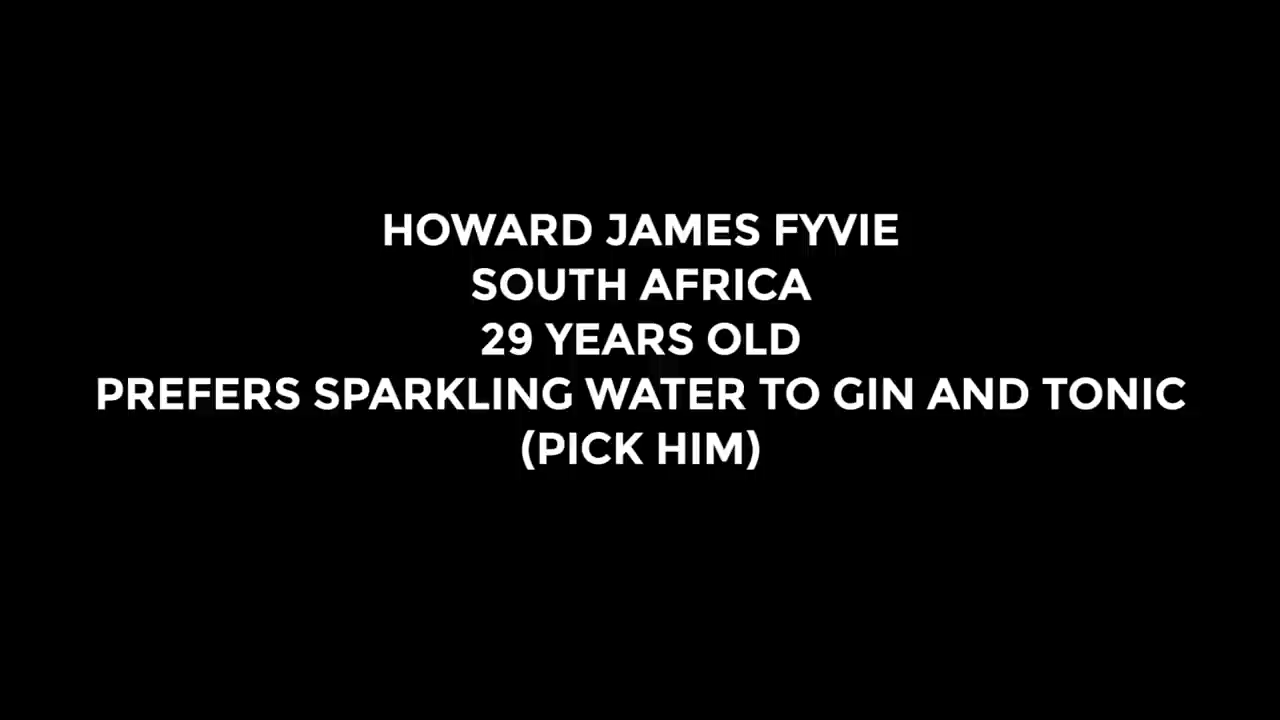 HOWARD JAMES FYVIE
SOUTH AFRICA
29 YEARS OLD
PREFERS SPARKLING WATER TO GIN AND TONIC
(PICK HIM)